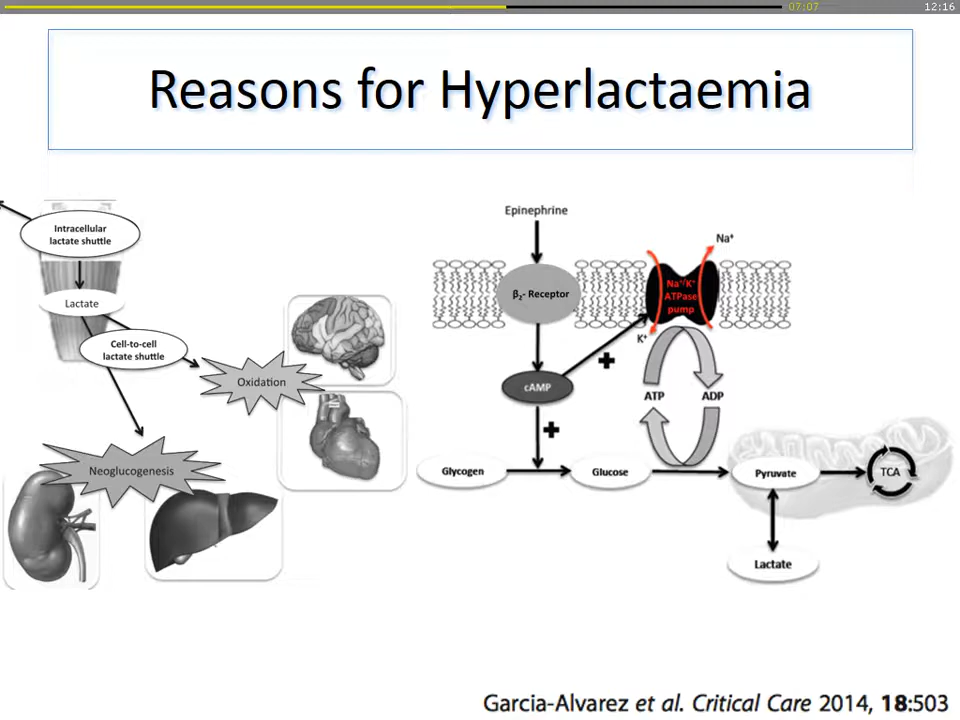 07:07
12:16
Reasons for Hyperlactaemia
Intracellular
lactate shuttle
Lactate
Cell-to-cell
lactate shuttle
Oxidation
Neoglucogenesis
Epinephrine
β2- Receptor
Na+
Na+/K+
ATPase
pump
K+
cAMP
ATP
ADP
Glycogen
Glucose
Pyruvate
TCA
Lactate
Garcia-Alvarez et al. Critical Care 2014, 18:503